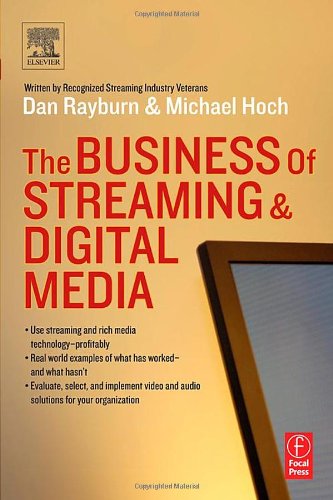 ELSEVIER
Written by Recognized Streaming Industry Veterans
Dan Rayburn & Michael Hoch
The BUSINESS Of
STREAMING &
DIGITAL
MEDIA
• Use streaming and rich media
technology–profitably
• Real world examples of what has worked–
and what hasn't
• Evaluate, select, and implement video and audio
solutions for your organization
Focal
Press